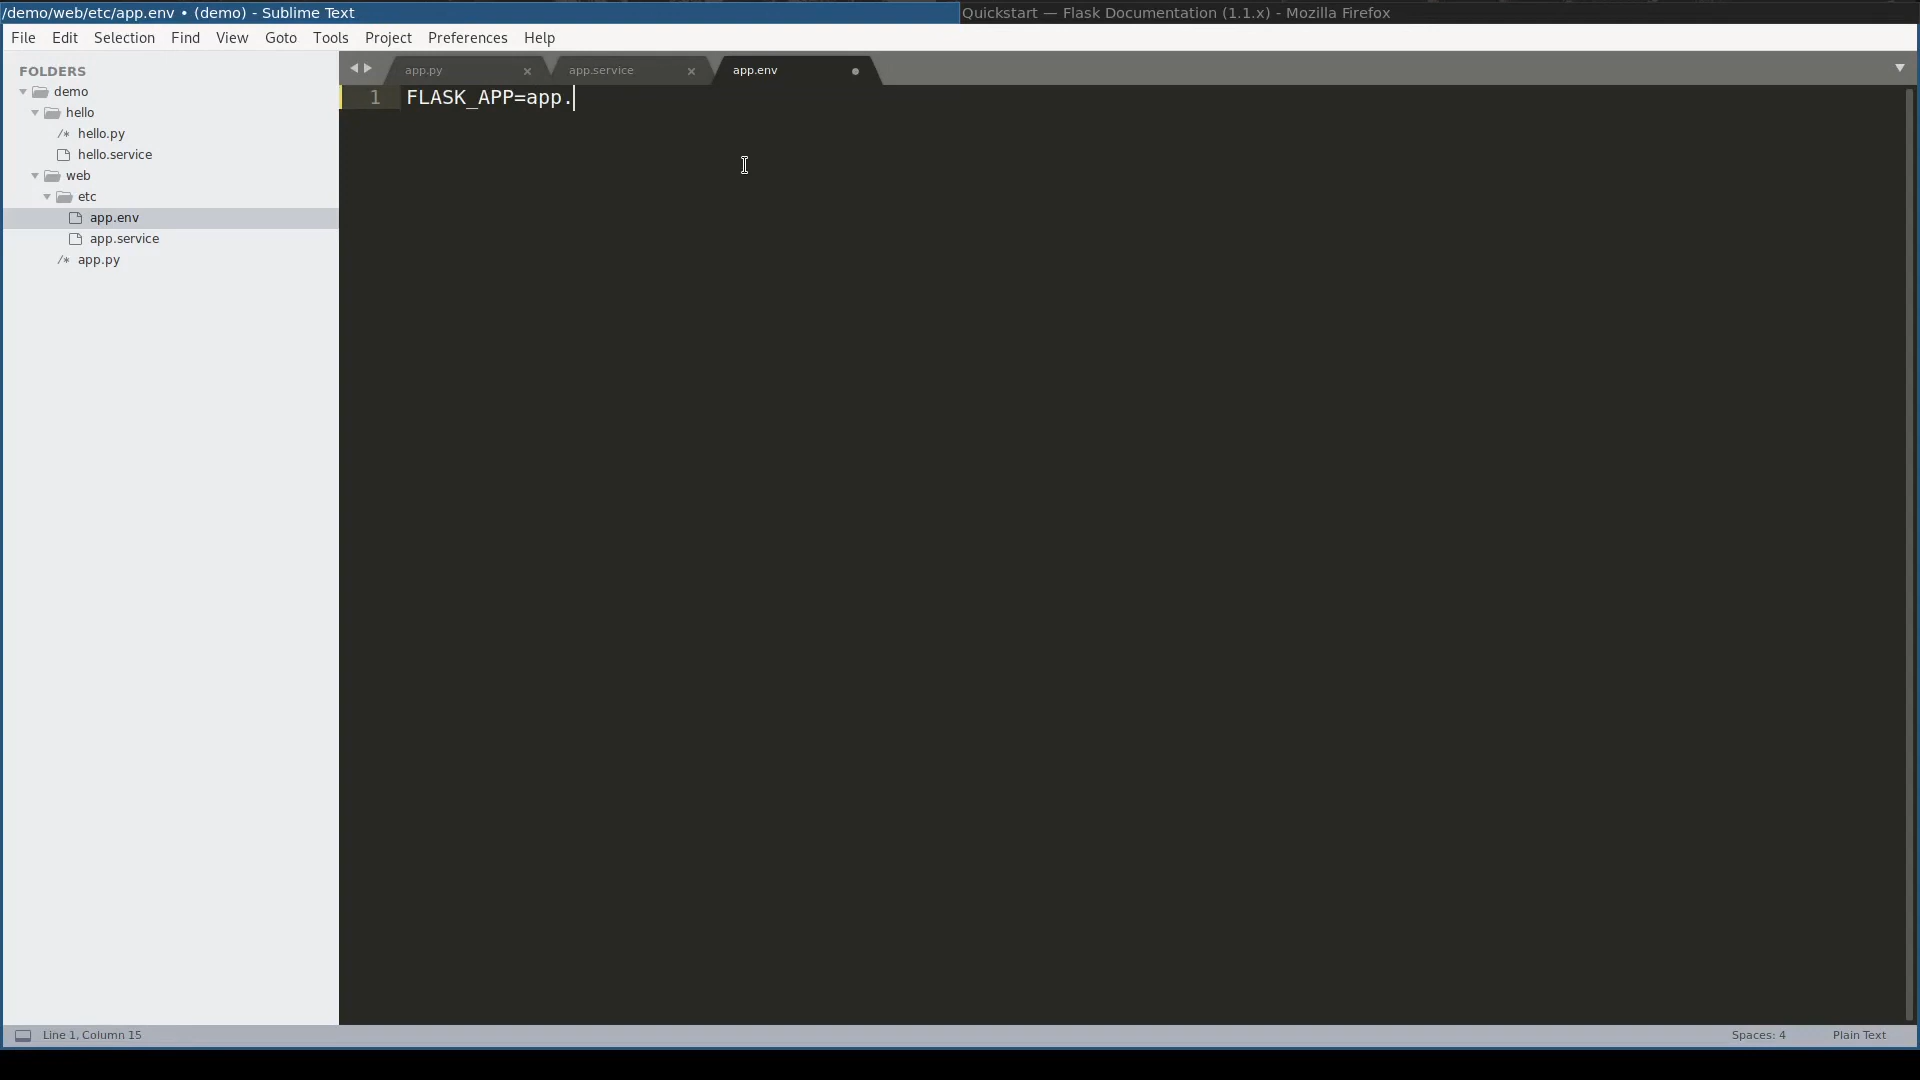 /demo/web/etc/app.env • (demo) - Sublime Text
Quickstart — Flask Documentation (1.1.x) - Mozilla Firefox
File Edit Selection Find View Goto Tools Project Preferences Help
FOLDERS
demo
hello
/* hello.py
hello.service
web
etc
app.env
app.service
/* app.py
app.py
app.service
app.env
1 FLASK_APP=app.
Line 1, Column 15
Spaces: 4
Plain Text